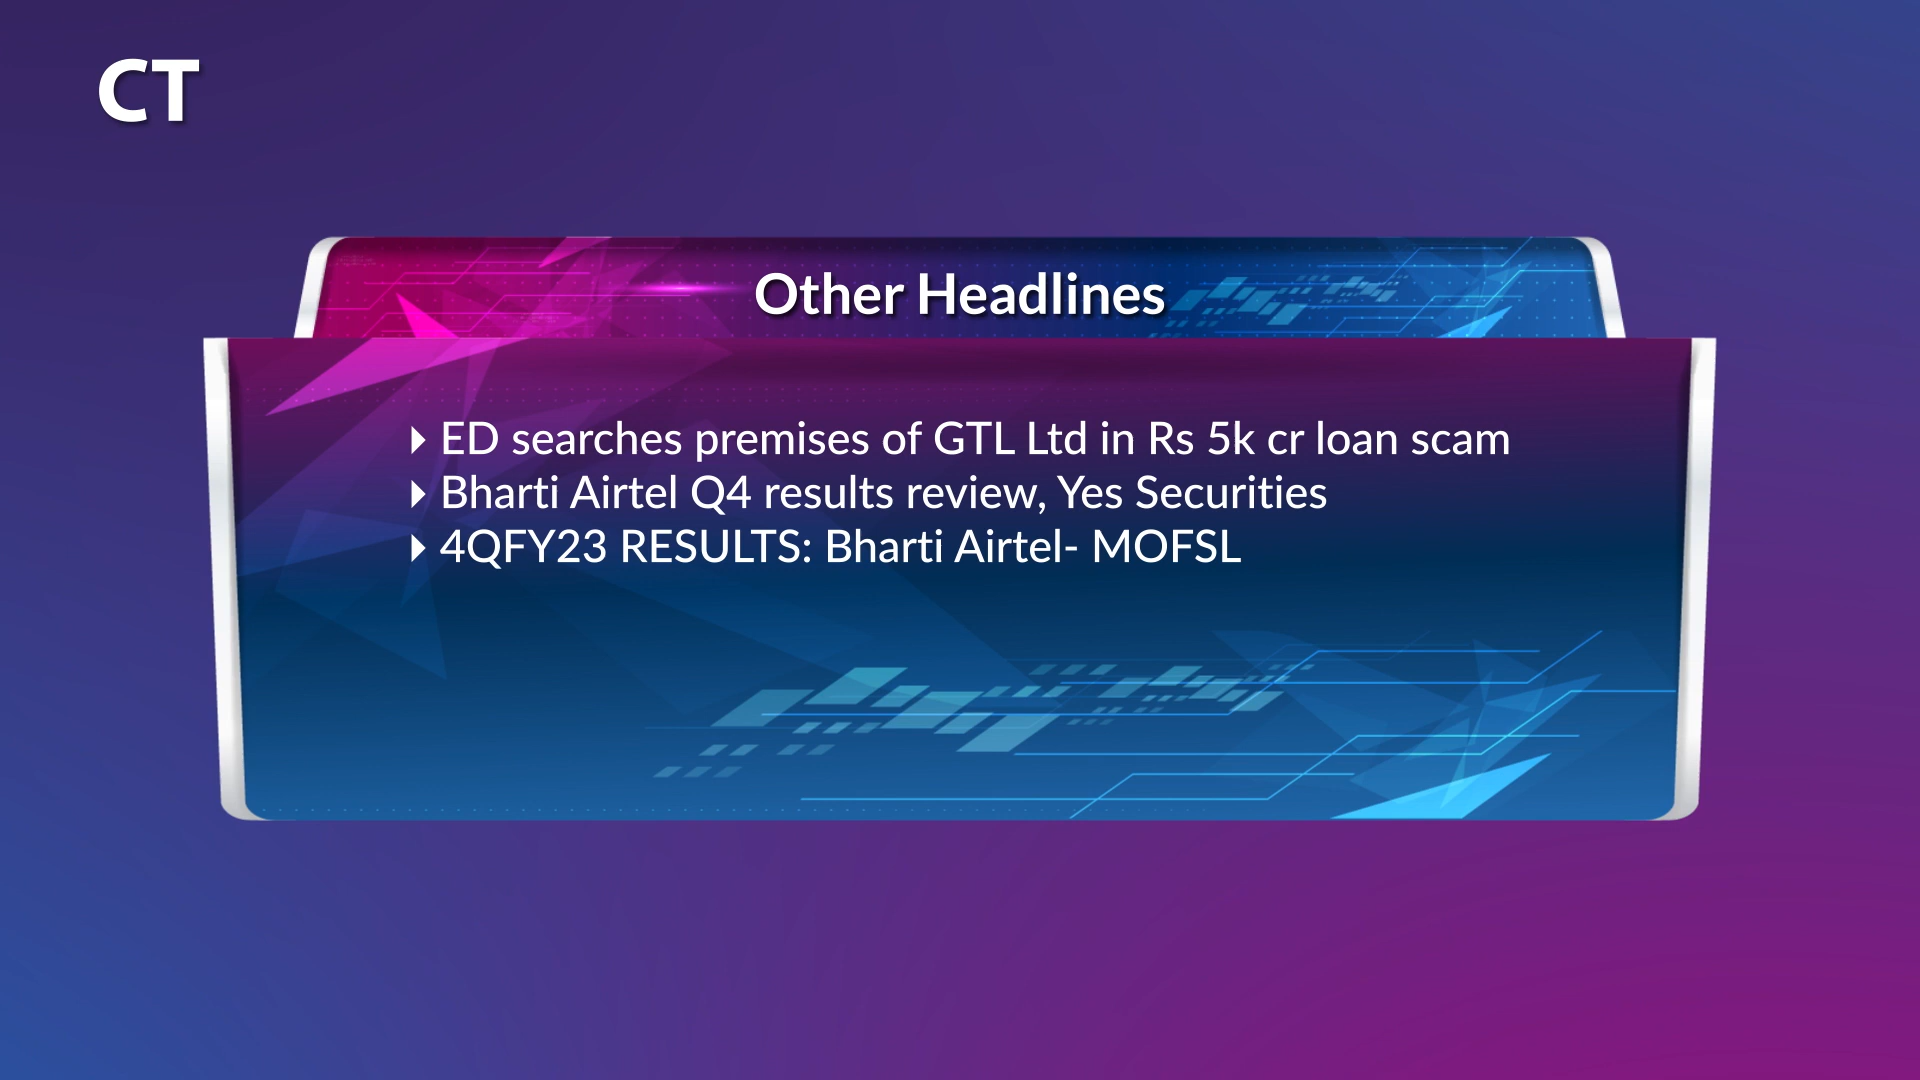 CT
Other Headlines
ED searches premises of GTL Ltd in Rs 5k cr loan scam
Bharti Airtel Q4 results review, Yes Securities
4QFY23 RESULTS: Bharti Airtel- MOFSL